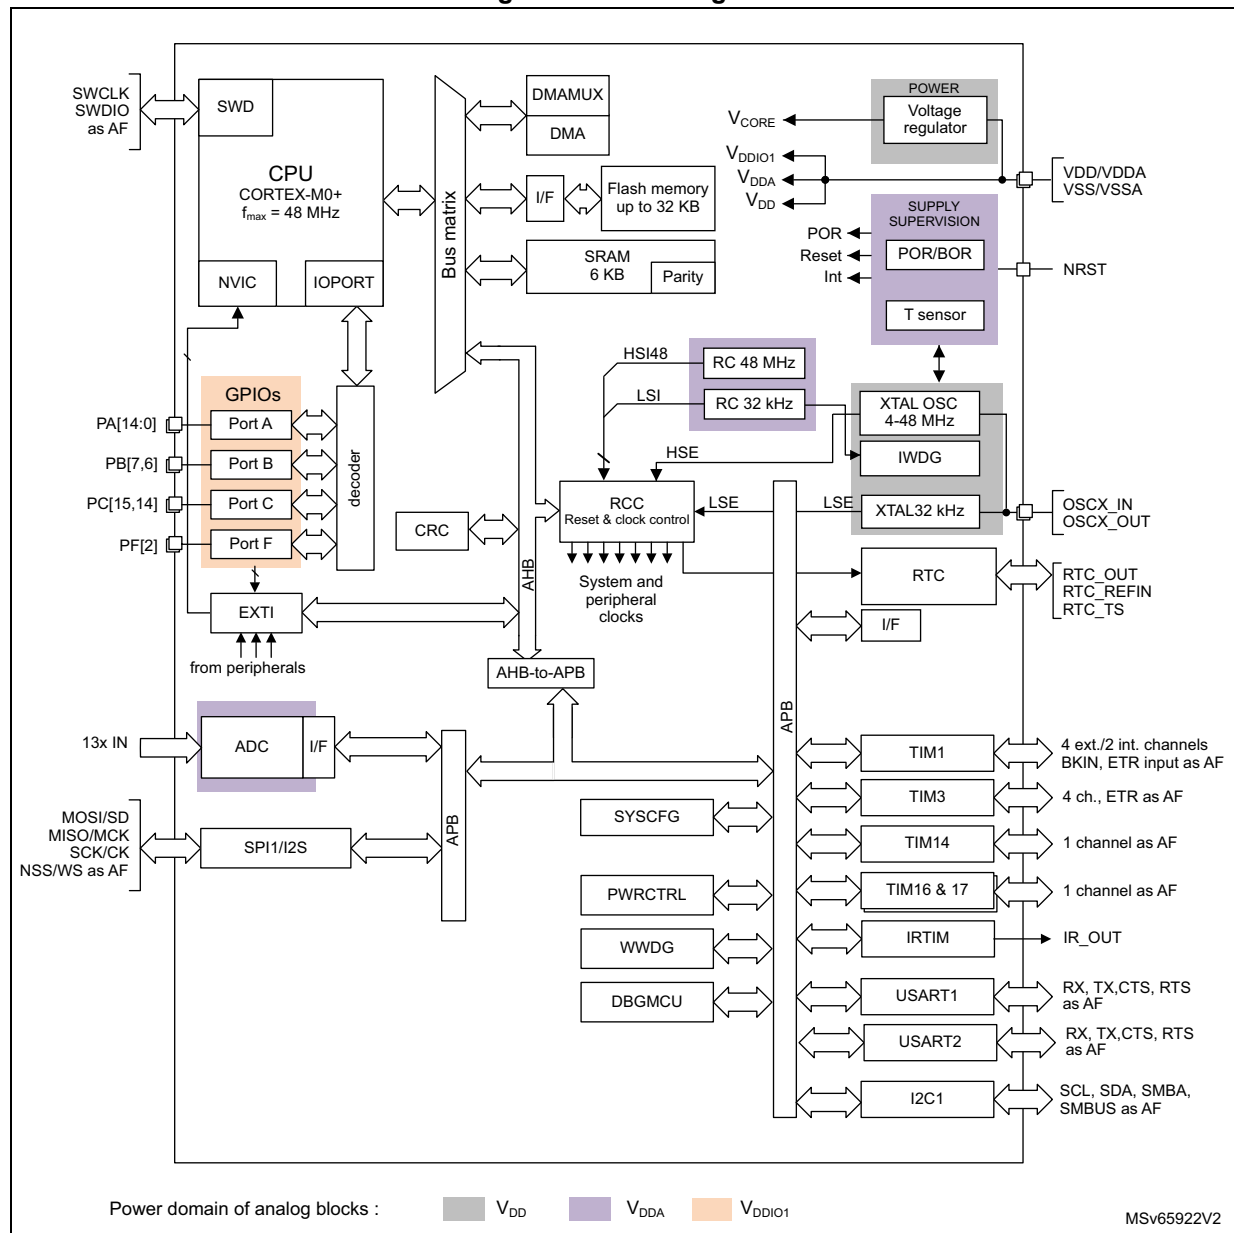 SWCLK
SWDIO
as AF
SWD
CPU
CORTEX-M0+
fmax = 48 MHz
NVIC
IOPORT
Bus matrix
DMAMUX
DMA
I/F
Flash memory
up to 32 KB
SRAM
6 KB
Parity
POWER
Voltage
regulator
VCORE
VDDIO1
VDDA
VDD
VDD/VDDA
VSS/VSSA
SUPPLY
SUPERVISION
POR
Reset
Int
POR/BOR
T sensor
NRST
HSI48
RC 48 MHz
LSI
RC 32 kHz
XTAL OSC
4-48 MHz
IWDG
HSE
LSE
LSE
XTAL32 kHz
OSCX_IN
OSCX_OUT
GPIOs
PA[14:0]
Port A
PB[7,6]
Port B
PC[15,14]
Port C
PF[2]
Port F
decoder
CRC
AHB
RCC
Reset & clock control
System and
peripheral
clocks
RTC
RTC_OUT
RTC_REFIN
RTC_TS
I/F
EXTI
from peripherals
AHB-to-APB
APB
13x IN
ADC
I/F
MOSI/SD
MISO/MCK
SCK/CK
NSS/WS as AF
SPI1/I2S
APB
SYSCFG
PWRCTRL
WWDG
DBGMCU
TIM1
4 ext./2 int. channels
BKIN, ETR input as AF
TIM3
4 ch., ETR as AF
TIM14
1 channel as AF
TIM16 & 17
1 channel as AF
IRTIM
IR_OUT
USART1
RX, TX,CTS, RTS
as AF
USART2
RX, TX,CTS, RTS
as AF
I2C1
SCL, SDA, SMBA,
SMBUS as AF
Power domain of analog blocks :
VDD
VDDA
VDDIO1
MSv65922V2